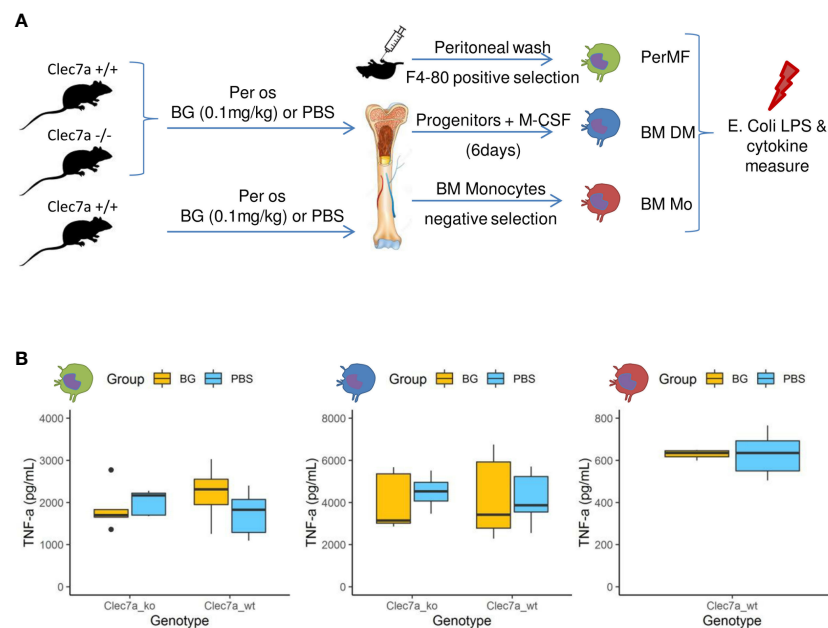 A
Clec7a +/+
Clec7a -/-
Clec7a +/+
Per os
BG (0.1mg/kg) or PBS
Per os
BG (0.1mg/kg) or PBS
Peritoneal wash
F4-80 positive selection
PerMF
Progenitors + M-CSF
(6days)
BM DM
BM Monocytes
negative selection
BM Mo
E. Coli LPS &
cytokine
measure
B
Group BG PBS
TNF-a (pg/mL)
4000
3000
2000
1000
0
Clec7a_ko Clec7a_wt
Genotype
Group BG PBS
TNF-a (pg/mL)
8000
6000
4000
2000
0
Clec7a_ko Clec7a_wt
Genotype
Group BG PBS
TNF-a (pg/mL)
800
600
400
200
0
Clec7a_wt
Genotype